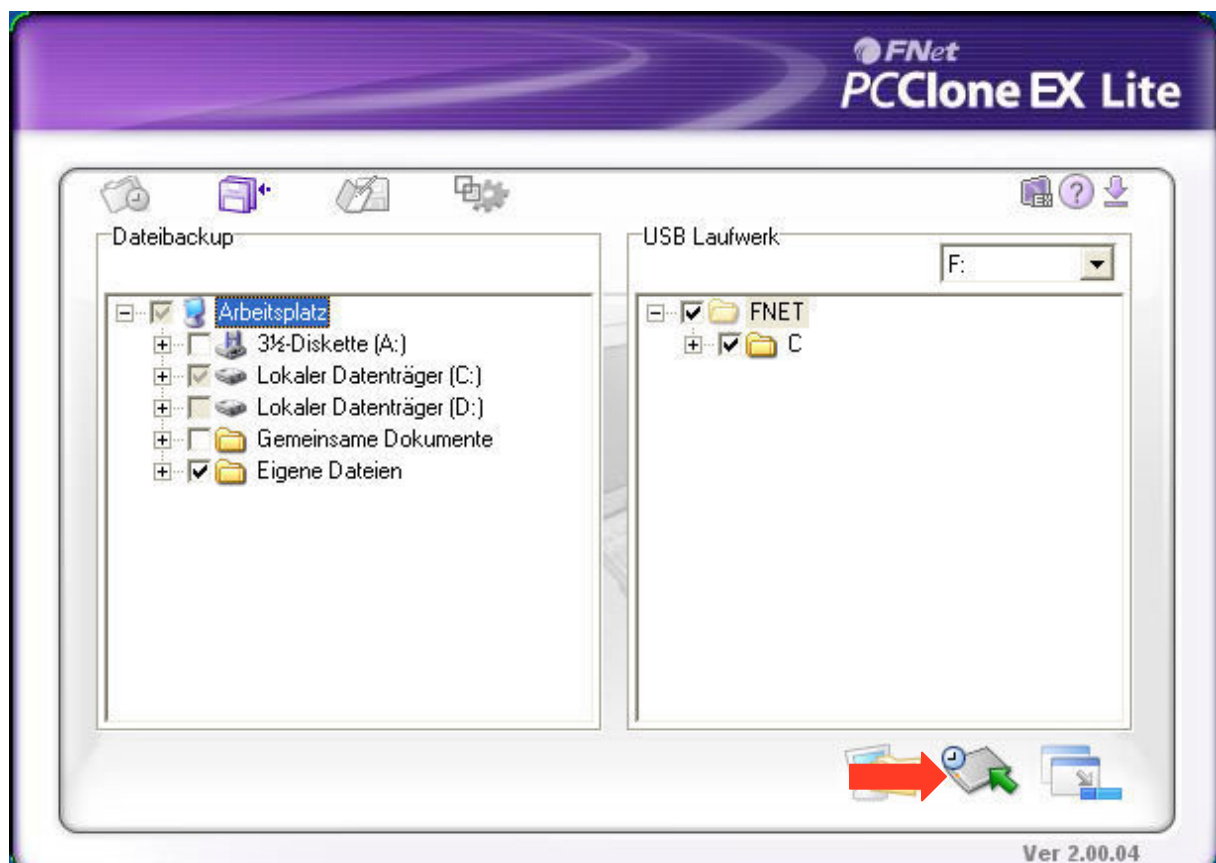 FNet
PCClone EX Lite
EX
?
Dateibackup
USB Laufwerk
F:
Arbeitsplatz
3½-Diskette (A:)
Lokaler Datenträger (C:)
Lokaler Datenträger (D:)
Gemeinsame Dokumente
Eigene Dateien
FNET
C
Ver 2.00.04